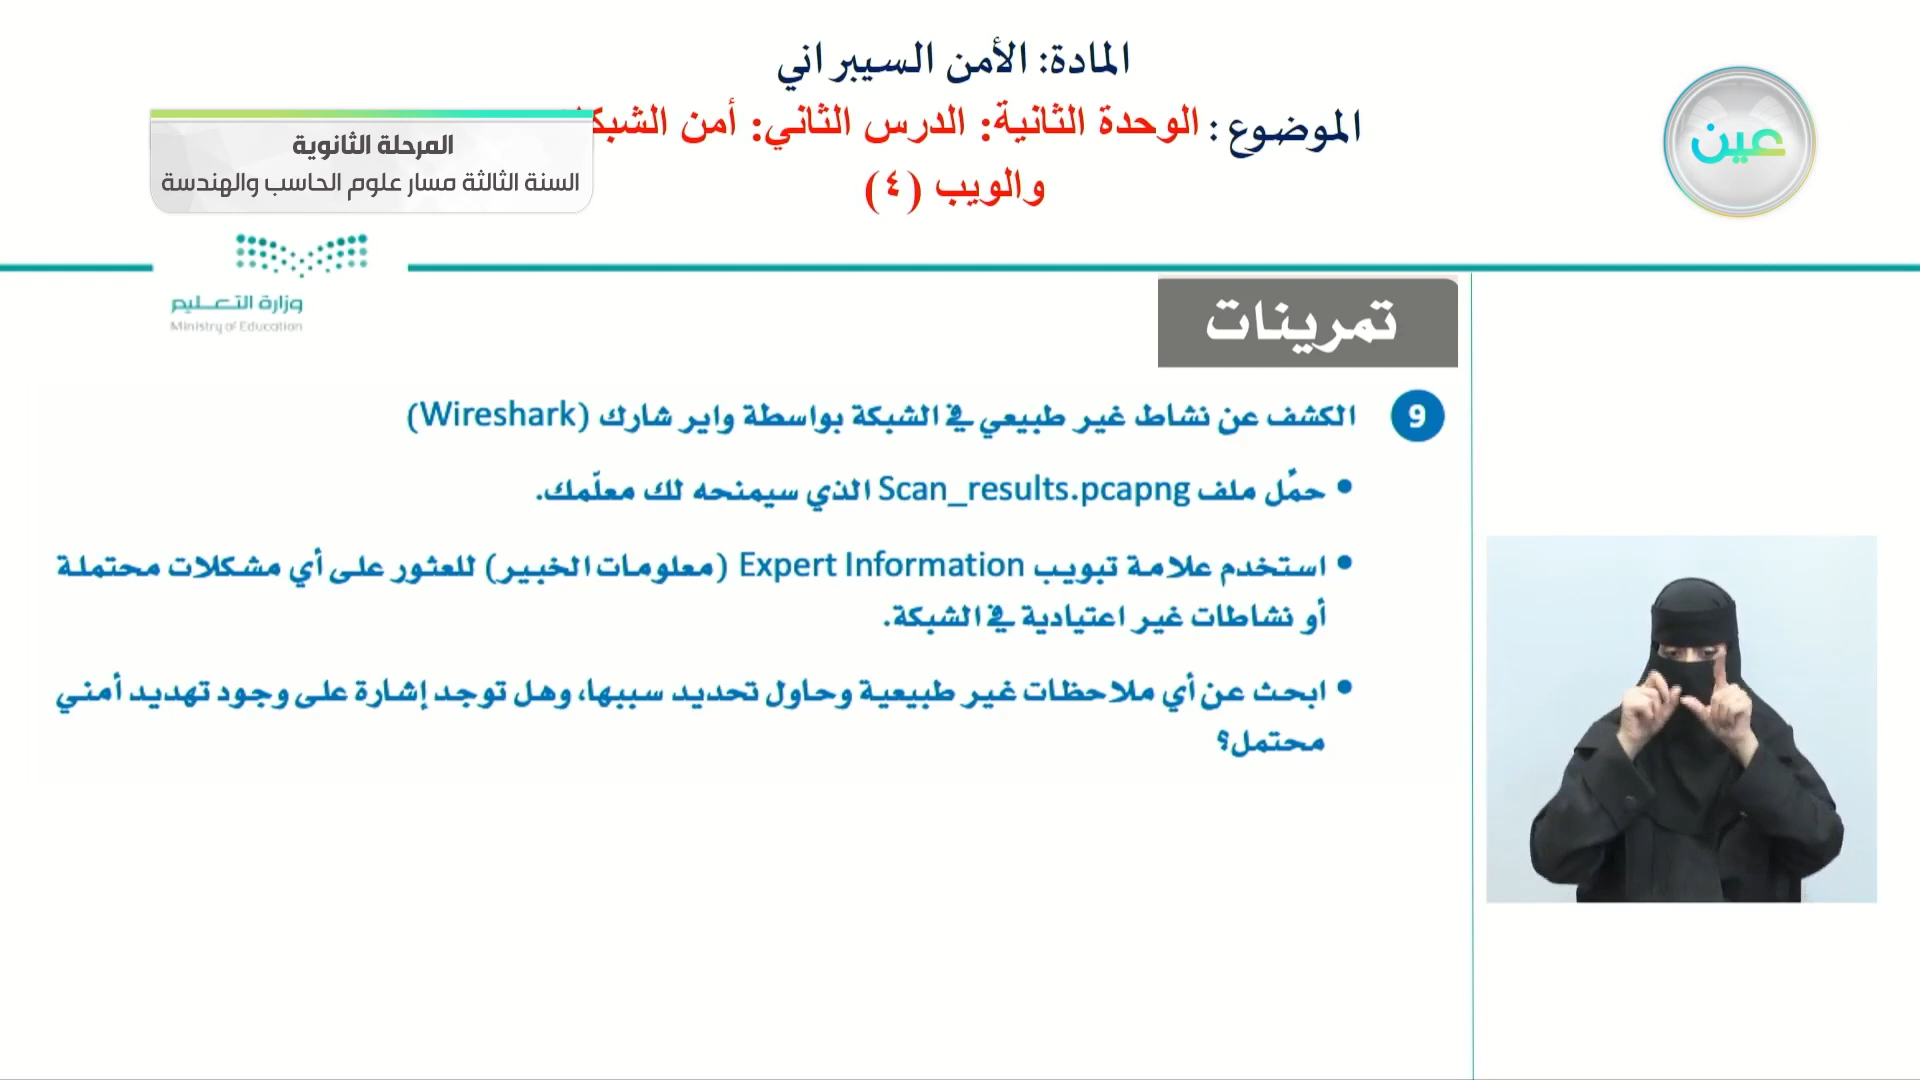 المادة: الأمن السيبراني
الموضوع: الوحدة الثانية: الدرس الثاني: أمن الشبكا
والويب (٤)
المرحلة الثانوية
السنة الثالثة مسار علوم الحاسب والهندسة
عين
وزارة التعليم
Ministry of Education
تمرينات
9 الكشف عن نشاط غير طبيعي في الشبكة بواسطة واير شارك (Wireshark)
• حمِّل ملف Scan_results.pcapng الذي سيمنحه لك معلّمك.
• استخدم علامة تبويب Expert Information (معلومات الخبير) للعثور على أي مشكلات محتملة
أو نشاطات غير اعتيادية في الشبكة.
• ابحث عن أي ملاحظات غير طبيعية وحاول تحديد سببها، وهل توجد إشارة على وجود تهديد أمني
محتمل؟